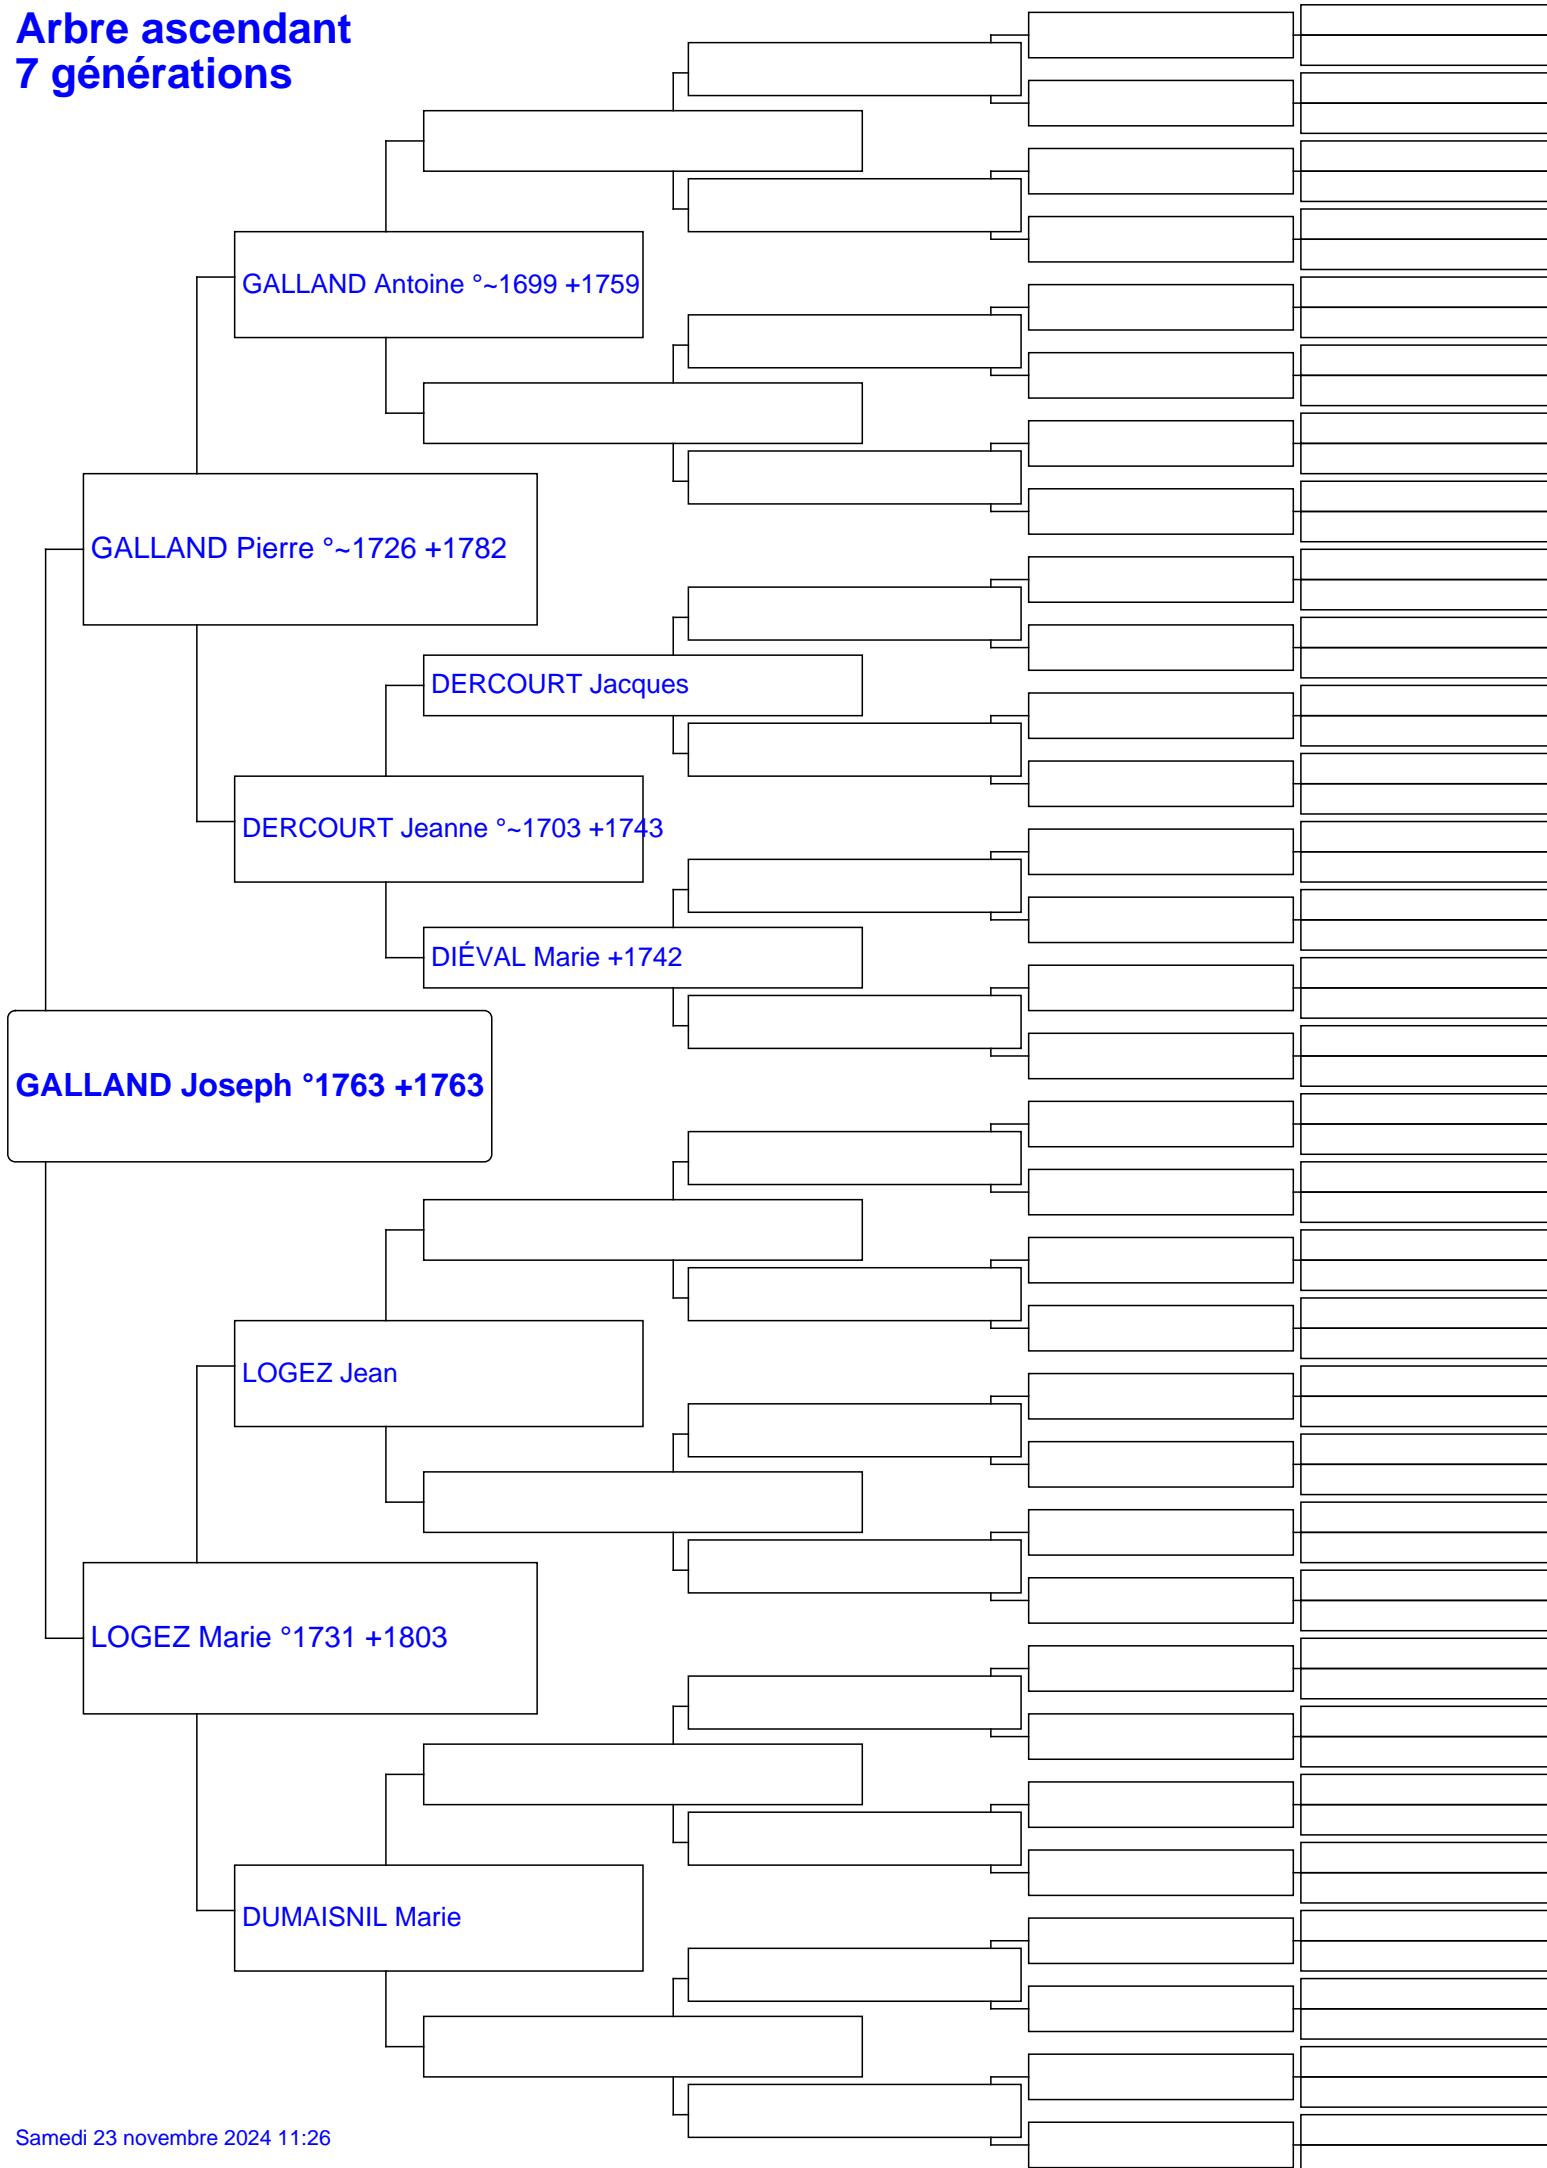 Arbre ascendant
7 générations
GALLAND Antoine °~1699 +1759
GALLAND Pierre °~1726 +1782
DERCOURT Jacques
DERCOURT Jeanne °~1703 +1743
DIÉVAL Marie +1742
GALLAND Joseph °1763 +1763
LOGEZ Jean
LOGEZ Marie °1731 +1803
DUMAISNIL Marie
Samedi 23 novembre 2024 11:26